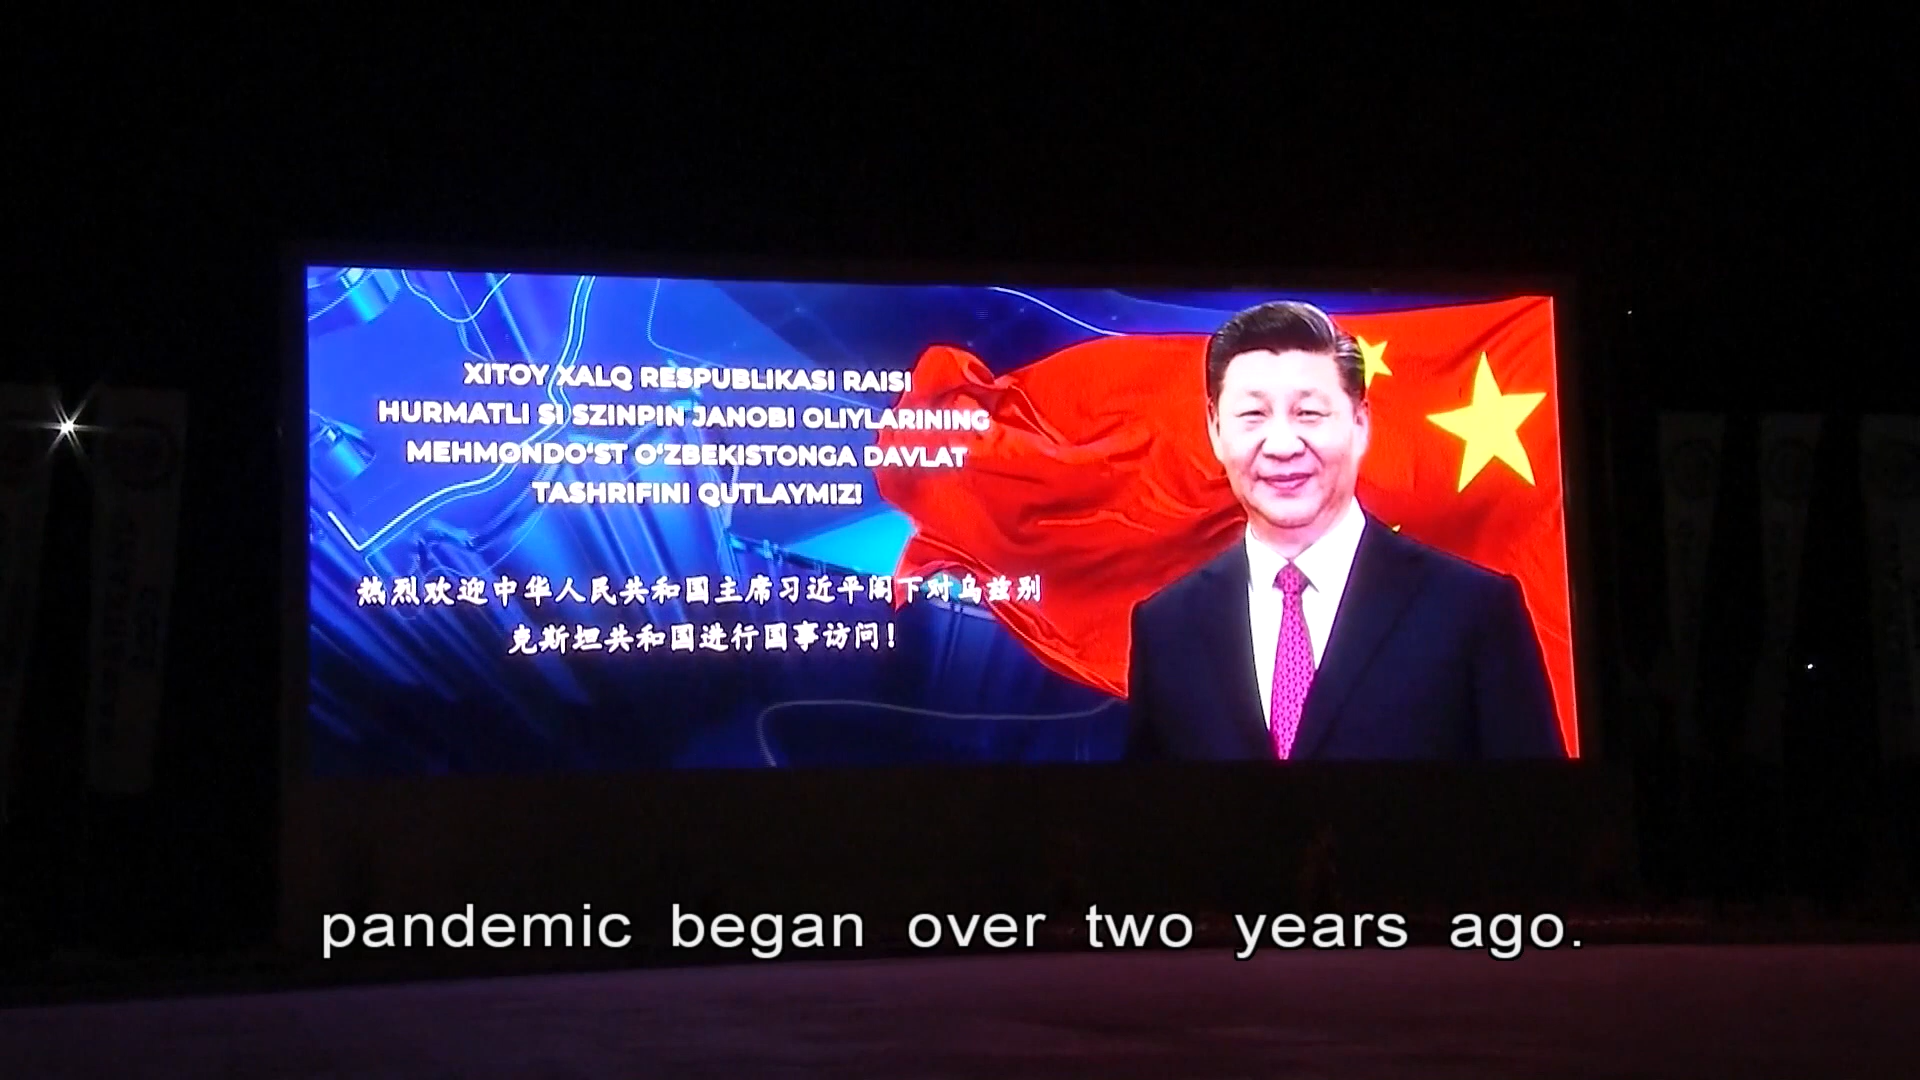 XITOY XALQ RESPUBLIKASI RAISI
HURMATLI SI SZINPIN JANOBI OLIYLARINING
MEHMONDO‘ST O‘ZBEKISTONGA DAVLAT
TASHRIFINI QUTLAYMIZ!
热烈欢迎中华人民共和国主席习近平阁下对乌兹别
克斯坦共和国进行国事访问!
pandemic began over two years ago.